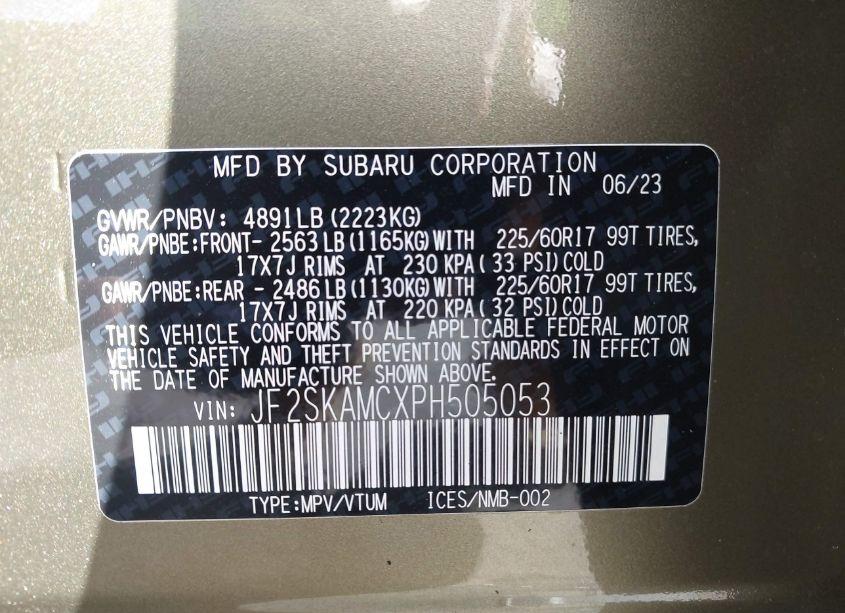 MFD BY SUBARU CORPORATION
MFD IN 06/23
GVWR/PNBV: 4891LB(2223KG)
GAWR/PNBE:FRONT- 2563LB(1165KG)WITH 225/60R17 99T TIRES,
17X7J RIMS AT 230 KPA( 33 PSI)COLD
GAWR/PNBE:REAR - 2486LB(1130KG)WITH 225/60R17 99T TIRES,
17X7J RIMS AT 220 KPA( 32 PSI)COLD
THIS VEHICLE CONFORMS TO ALL APPLICABLE FEDERAL MOTOR
VEHICLE SAFETY AND THEFT PREVENTION STANDARDS IN EFFECT ON
THE DATE OF MANUFACTURE SHOWN ABOVE.
VIN: JF2SKAMCXPH505053
TYPE:MPV/VTUM ICES/NMB-002